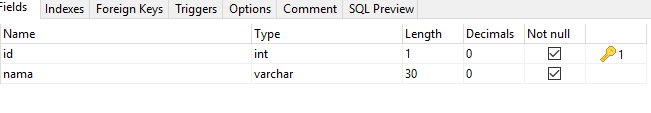 Fields Indexes Foreign Keys Triggers Options Comment SQL Preview
Name Type Length Decimals Not null
id int 1 0 1
nama varchar 30 0